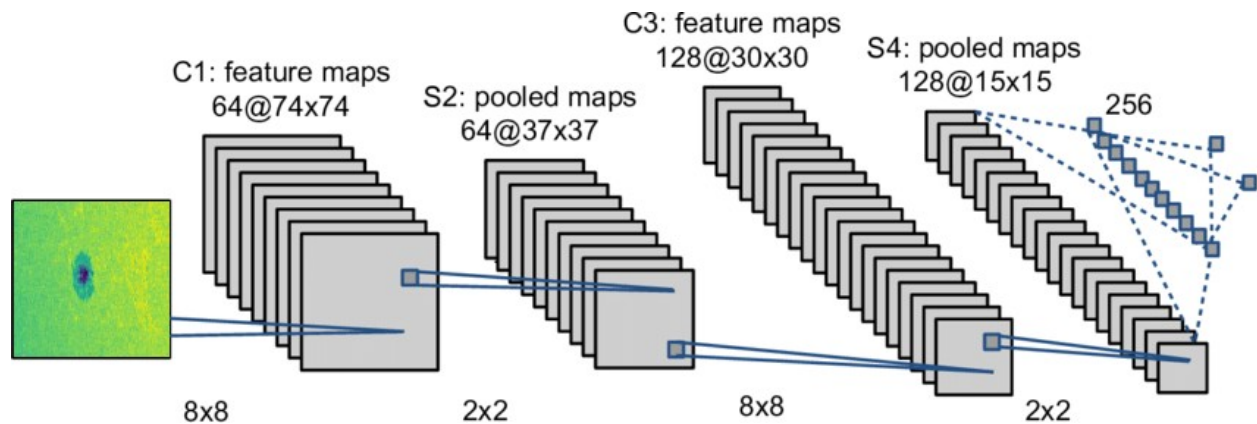 C1: feature maps
64@74x74
S2: pooled maps
64@37x37
C3: feature maps
128@30x30
S4: pooled maps
128@15x15
256
8x8
2x2
8x8
2x2